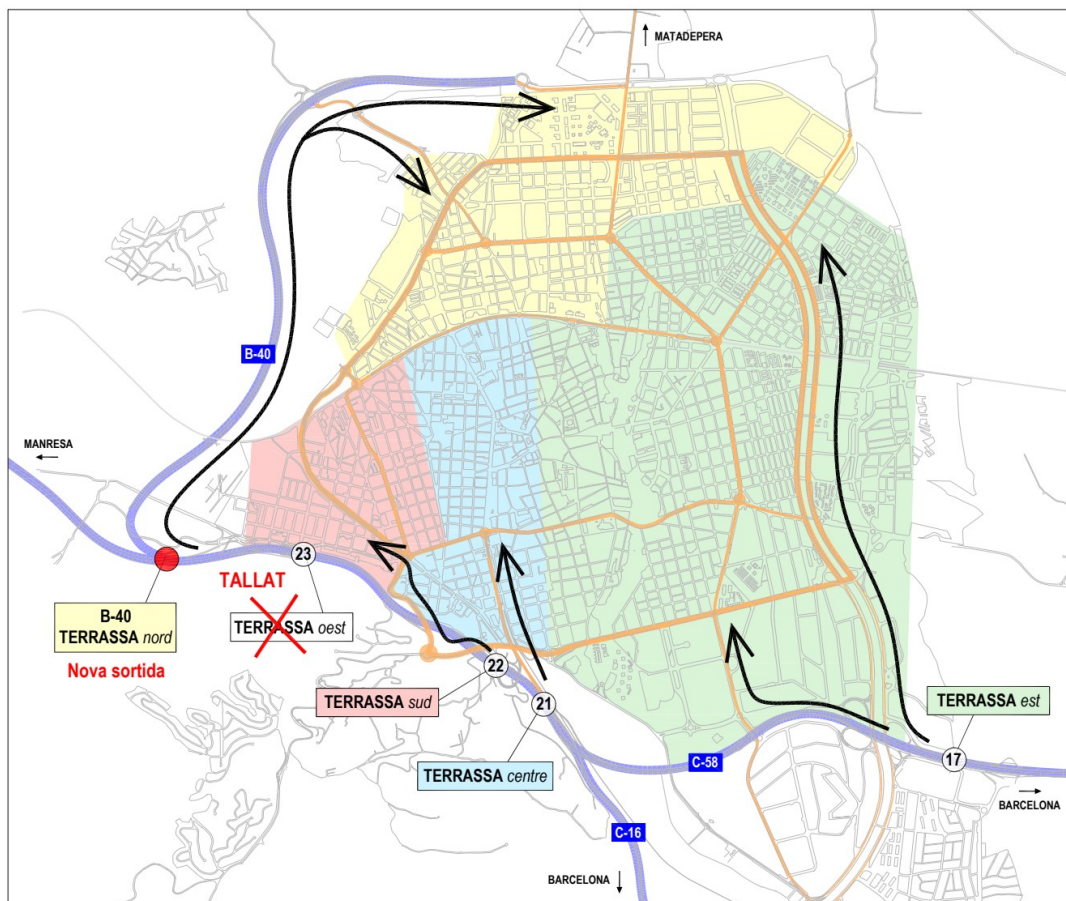 MATADEPERA
B-40
MANRESA
23
TALLAT
TERRASSA oest
B-40
TERRASSA nord
Nova sortida
22
TERRASSA sud
21
TERRASSA centre
TERRASSA est
17
C-58
BARCELONA
C-16
BARCELONA